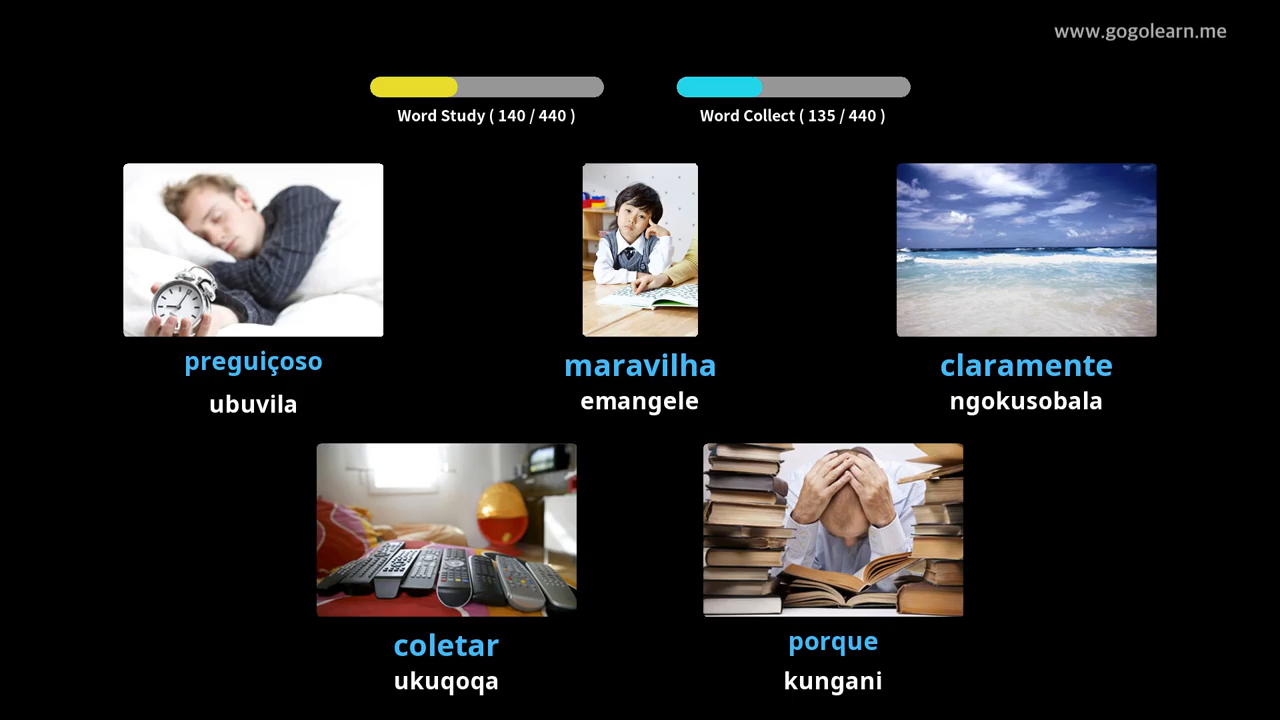 www.gogolearn.me
Word Study ( 140 / 440 )
Word Collect ( 135 / 440 )
preguiçoso
ubuvila
maravilha
emangele
claramente
ngokusobala
coletar
ukuqoqa
porque
kungani